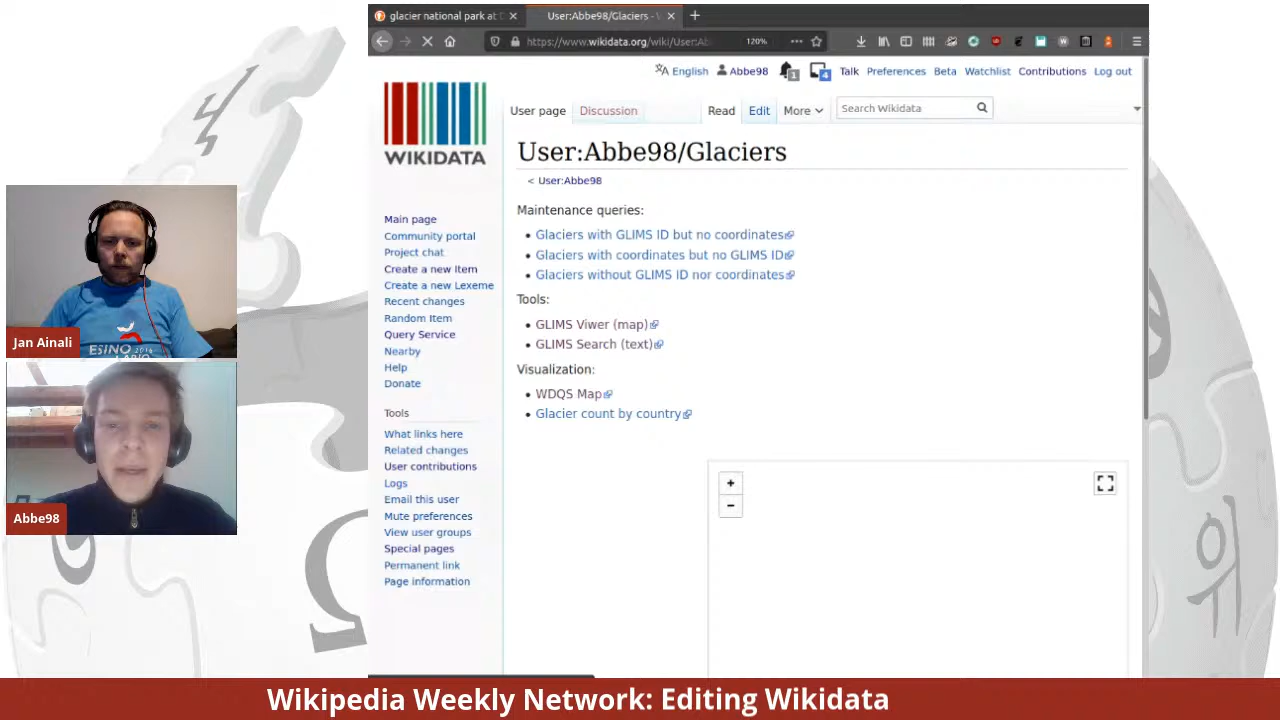 glacier national park at
User:Abbe98/Glaciers -
https://www.wikidata.org/wiki/User:Ab
120%
English
Abbe98
1
4
Talk
Preferences
Beta
Watchlist
Contributions
Log out
WIKIDATA
User page
Discussion
Read
Edit
More
Search Wikidata
User:Abbe98/Glaciers
< User:Abbe98
Maintenance queries:
Glaciers with GLIMS ID but no coordinates
Glaciers with coordinates but no GLIMS ID
Glaciers without GLIMS ID nor coordinates
Tools:
GLIMS Viwer (map)
GLIMS Search (text)
Visualization:
WDQS Map
Glacier count by country
+
−
Main page
Community portal
Project chat
Create a new Item
Create a new Lexeme
Recent changes
Random Item
Query Service
Nearby
Help
Donate
Tools
What links here
Related changes
User contributions
Logs
Email this user
Mute preferences
View user groups
Special pages
Permanent link
Page information
ESINO
2016
Jan Ainali
Abbe98
Ω
위
Wikipedia Weekly Network: Editing Wikidata